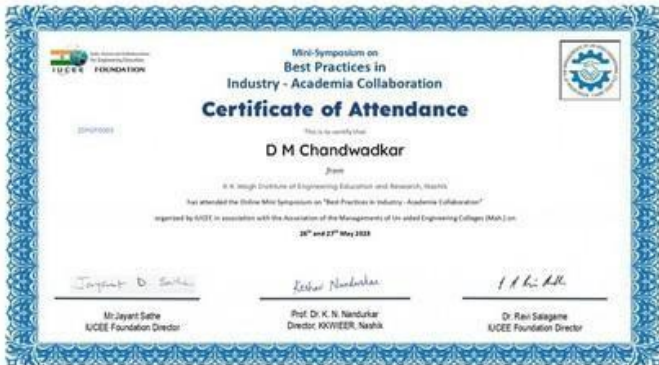 IUCEE FOUNDATION
Mini-Symposium on
Best Practices in
Industry - Academia Collaboration
Certificate of Attendance
This is to certify that
D M Chandwadkar
from
K K Wagh Institute of Engineering Education and Research, Nashik
has attended the Online Mini Symposium on "Best Practices in Industry - Academia Collaboration"
organized by IUCEE in association with the Association of the Managements of Un-aided Engineering Colleges (Mah.) on
26th and 27th May
Mr.Jayant Sathe
IUCEE Foundation Director
Prof. Dr. K. N. Nandurkar
Director, KKWIEER, Nashik
Dr. Ravi Salagame
IUCEE Foundation Director